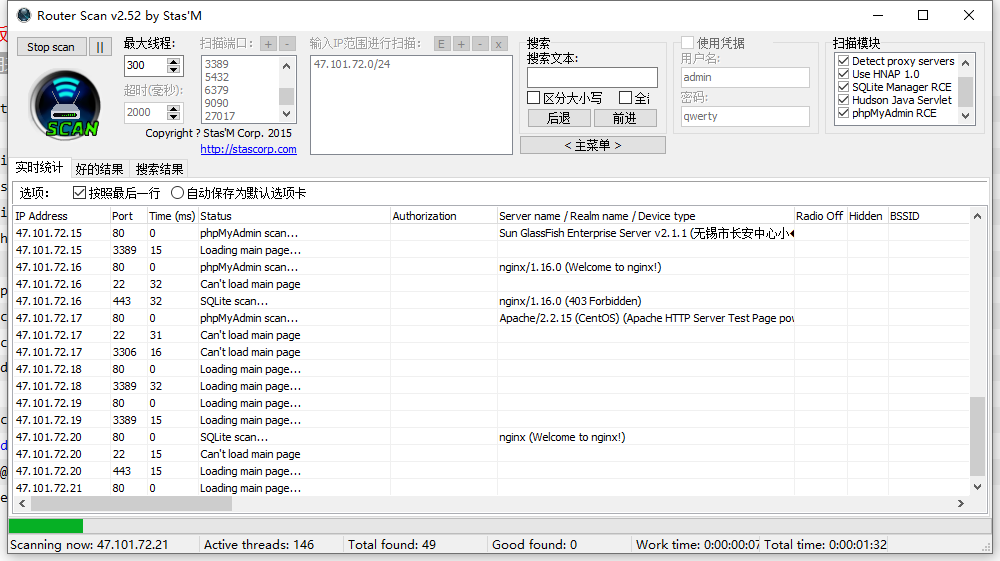 Router Scan v2.52 by Stas'M
Stop scan
最大线程:
300
超时(毫秒):
2000
扫描端口:
+ -
3389
5432
6379
9090
27017
输入IP范围进行扫描:
E + - x
47.101.72.0/24
搜索
搜索文本:
区分大小写
后退 前进
< 主菜单 >
使用凭据
用户名:
admin
密码:
qwerty
扫描模块
Detect proxy servers
Use HNAP 1.0
SQLite Manager RCE
Hudson Java Servlet
phpMyAdmin RCE
SCAN
Copyright ? Stas'M Corp. 2015
http://stascorp.com
实时统计 好的结果 搜索结果
选项: 按照最后一行 自动保存为默认选项卡
IP Address Port Time (ms) Status Authorization Server name / Realm name / Device type Radio Off Hidden BSSID
47.101.72.15 80 0 phpMyAdmin scan... Sun GlassFish Enterprise Server v2.1.1 (无锡市长安中心小
47.101.72.15 3389 15 Loading main page...
47.101.72.16 80 0 phpMyAdmin scan... nginx/1.16.0 (Welcome to nginx!)
47.101.72.16 22 32 Can't load main page
47.101.72.16 443 32 SQLite scan... nginx/1.16.0 (403 Forbidden)
47.101.72.17 80 0 phpMyAdmin scan... Apache/2.2.15 (CentOS) (Apache HTTP Server Test Page pow
47.101.72.17 22 31 Can't load main page
47.101.72.17 3306 16 Can't load main page
47.101.72.18 80 0 Loading main page...
47.101.72.18 3389 32 Loading main page...
47.101.72.19 80 0 Loading main page...
47.101.72.19 3389 15 Loading main page...
47.101.72.20 80 0 SQLite scan... nginx (Welcome to nginx!)
47.101.72.20 22 15 Can't load main page
47.101.72.20 443 15 Loading main page...
47.101.72.21 80 0 Loading main page...
Scanning now: 47.101.72.21 Active threads: 146 Total found: 49 Good found: 0 Work time: 0:00:00:07 Total time: 0:00:01:32